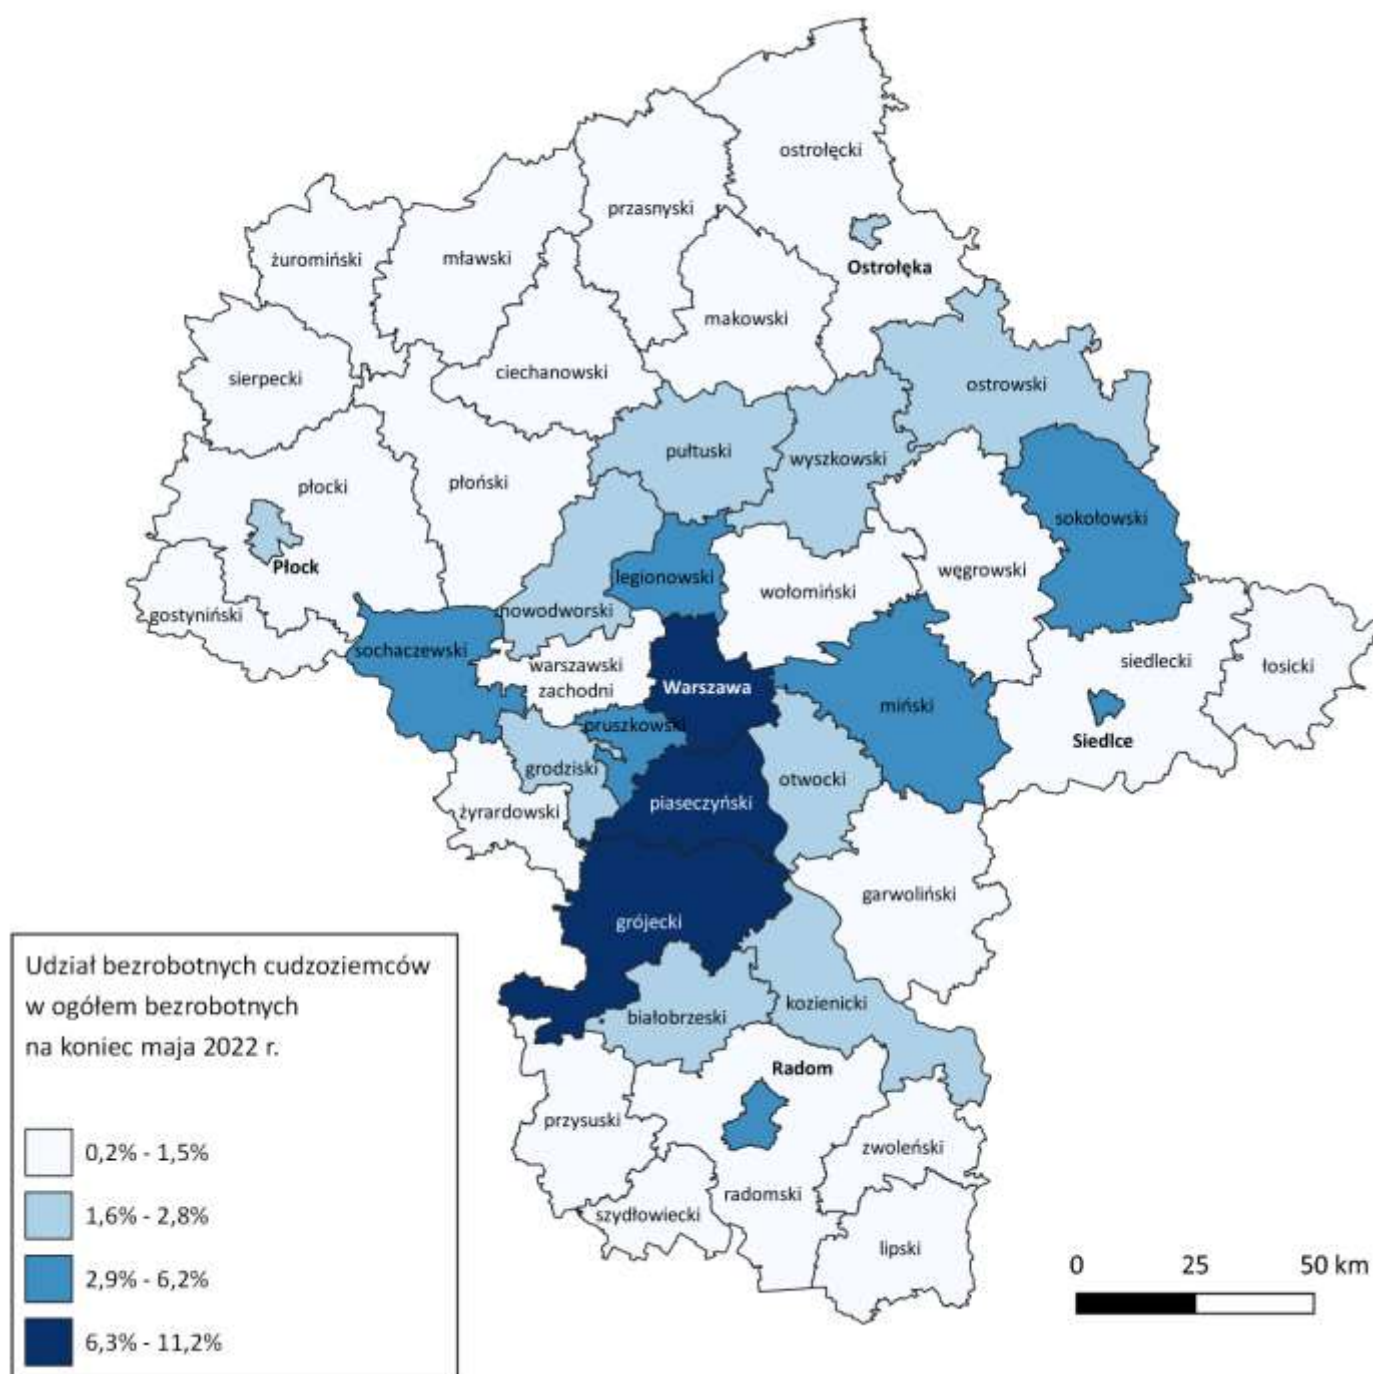 ostrołęcki
przasnyski
Ostrołęka
żuromiński
mławski
makowski
ciechanowski
sierpecki
ostrowski
pułtuski
wyszkowski
płocki
płoński
sokołowski
Płock
legionowski
węgrowski
wołomiński
gostyniński
nowodworski
sochaczewski
warszawski
zachodni
siedlecki
łosicki
Warszawa
miński
pruszkowski
Siedlce
grodziski
otwocki
piaseczyński
żyrardowski
garwoliński
grójecki
kozienicki
białobrzeski
Radom
przysuski
zwoleński
radomski
szydłowiecki
lipski
Udział bezrobotnych cudzoziemców
w ogółem bezrobotnych
na koniec maja 2022 r.
0,2% - 1,5%
1,6% - 2,8%
2,9% - 6,2%
6,3% - 11,2%
0 25 50 km